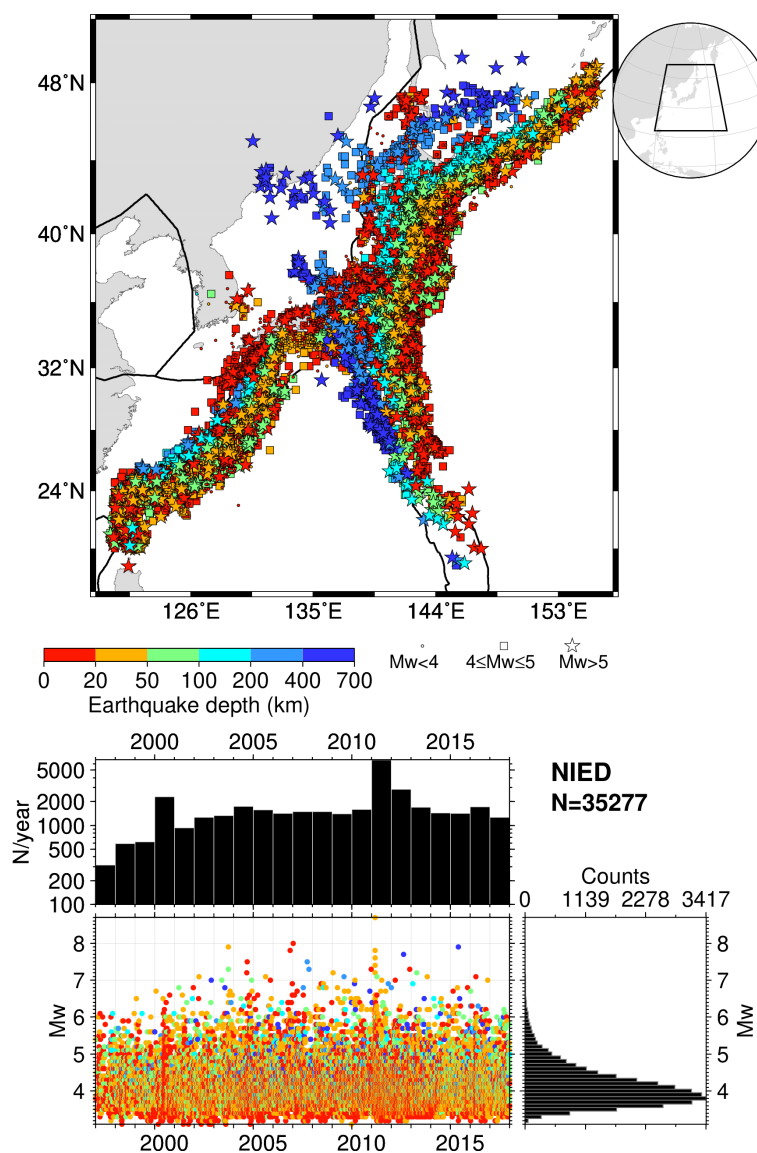 48°N
40°N
32°N
24°N
126°E 135°E 144°E 153°E
0 20 50 100 200 400 700
Earthquake depth (km)
Mw<4 4≤Mw≤5 Mw>5
2000 2005 2010 2015
5000
2000
1000
500
200
100
N/year
NIED
N=35277
Counts
0 1139 2278 3417
8
7
6
5
4
Mw
2000 2005 2010 2015
8
7
6
5
4
Mw